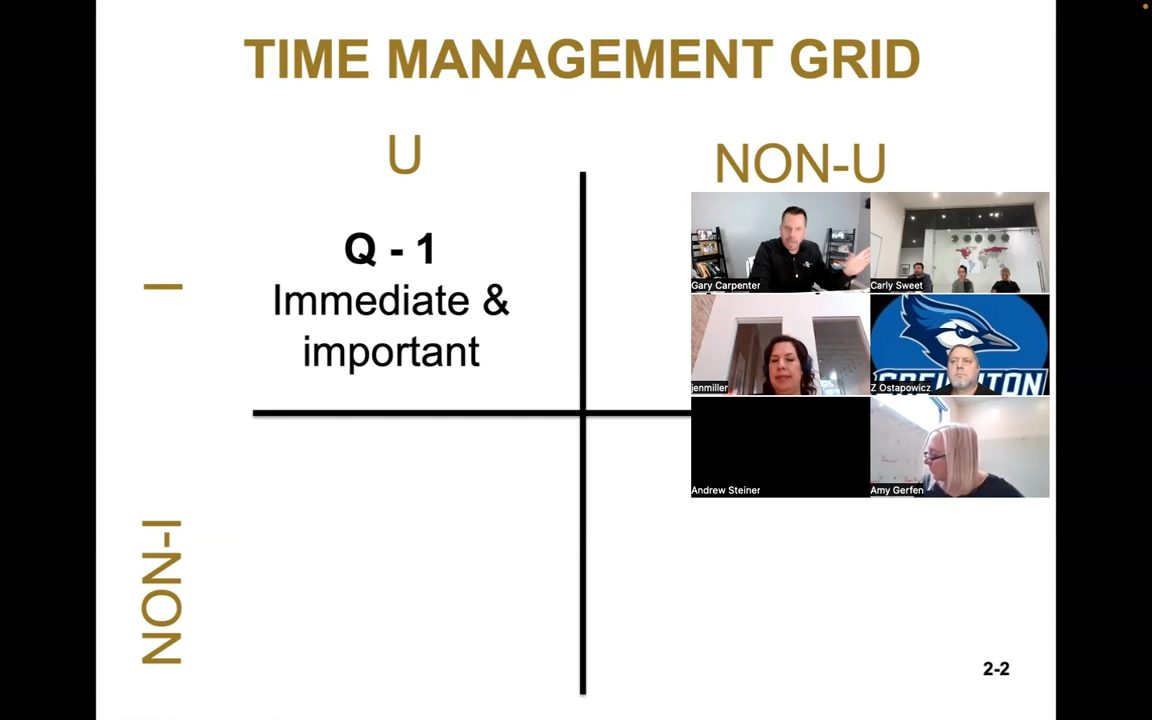 TIME MANAGEMENT GRID
U
NON-U
Q - 1
Immediate &
important
I
NON-I
Gary Carpenter
Carly Sweet
jenmiller
Z Ostapowicz
CREIGHTON
Andrew Steiner
Amy Gerfen
2-2